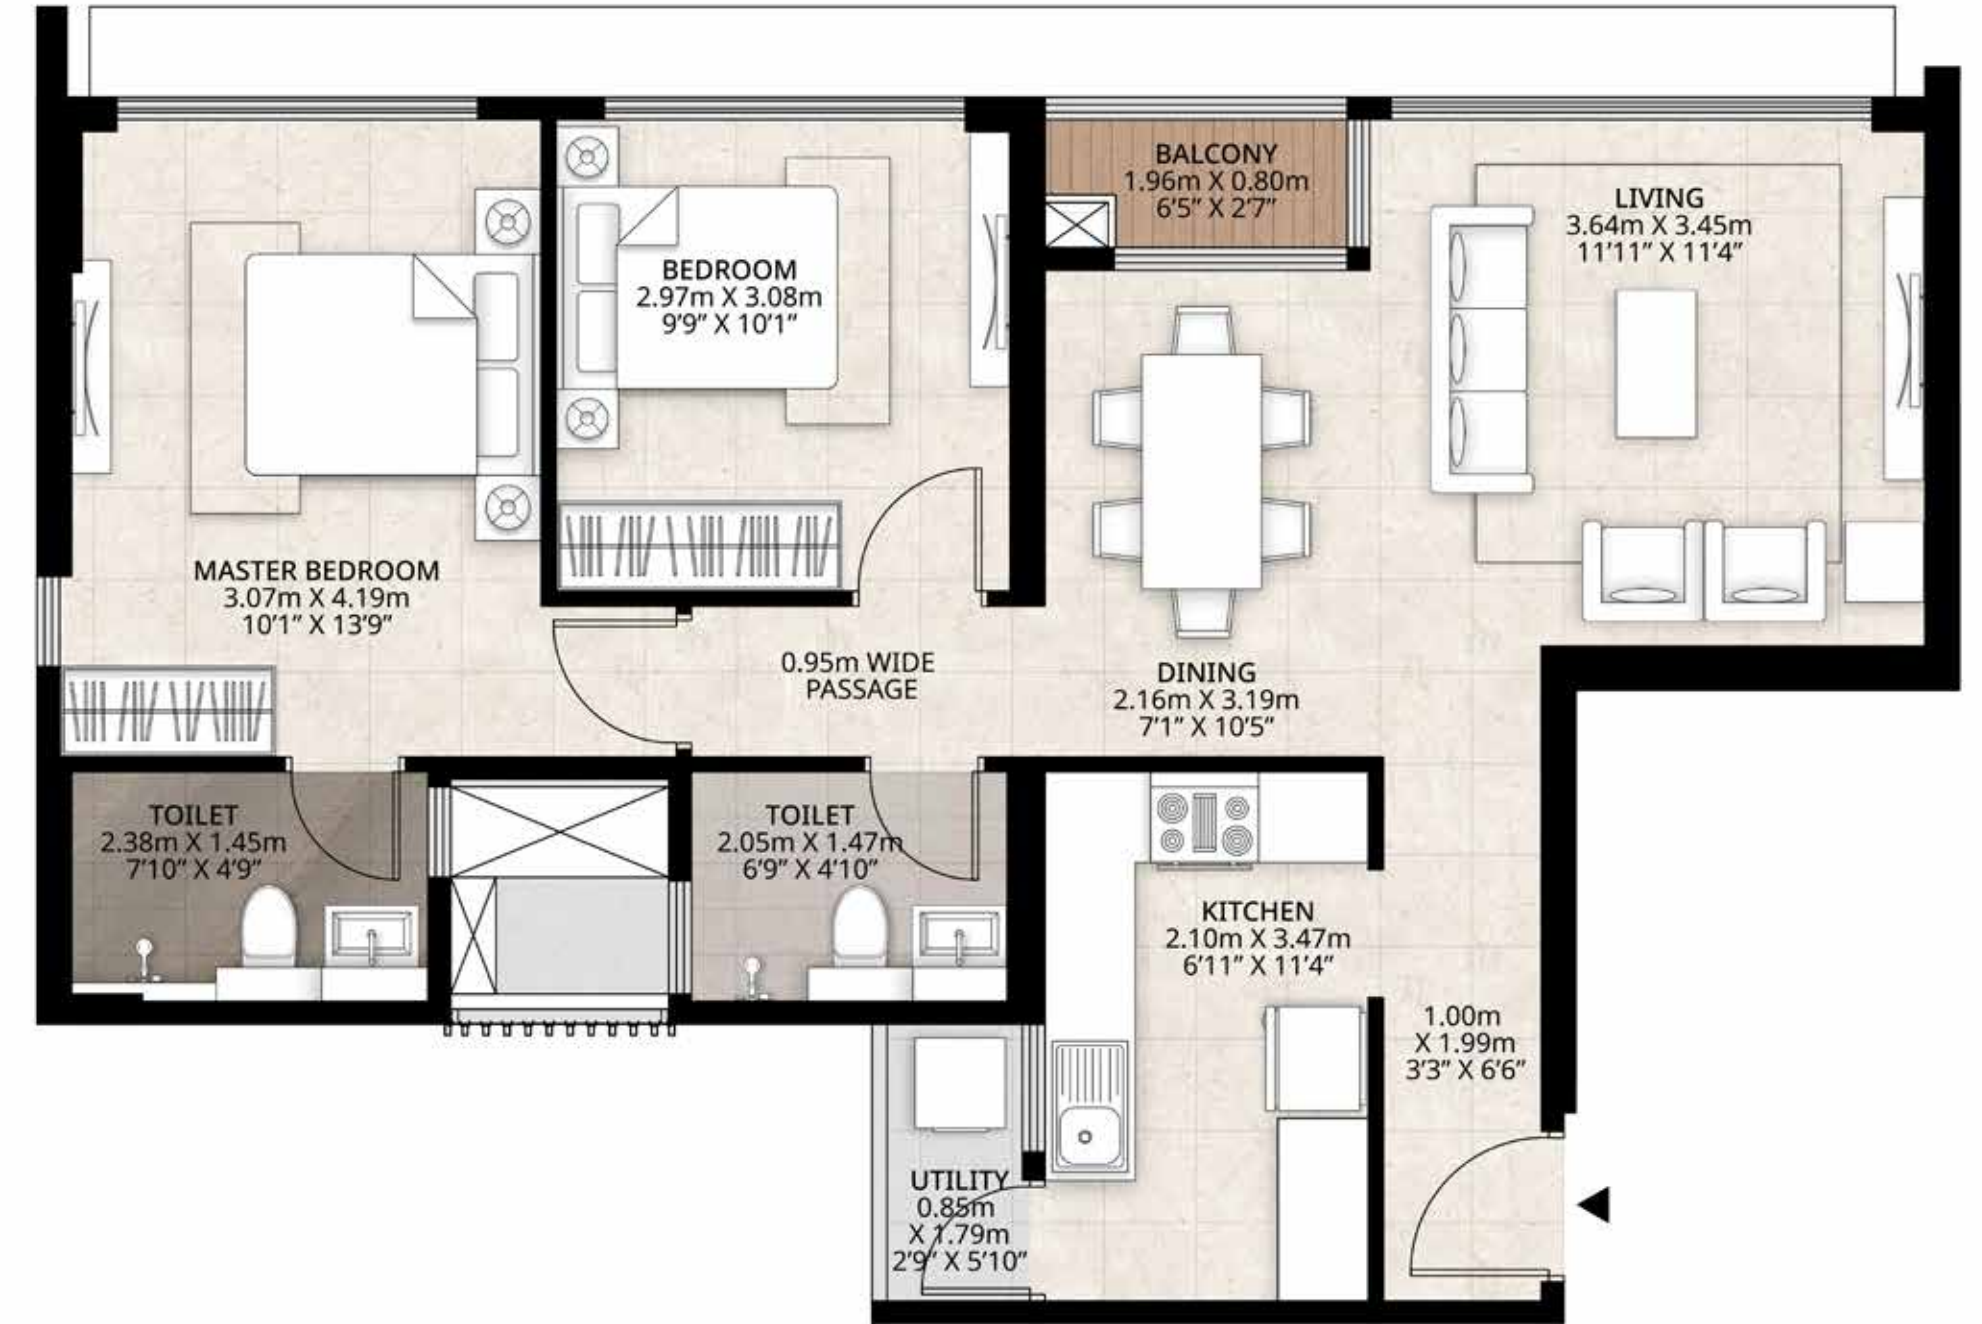 BALCONY
1.96m X 0.80m
6'5” X 2'7”
LIVING
3.64m X 3.45m
11'11” X 11'4”
BEDROOM
2.97m X 3.08m
9'9” X 10'1”
MASTER BEDROOM
3.07m X 4.19m
10'1” X 13'9”
0.95m WIDE
PASSAGE
DINING
2.16m X 3.19m
7'1” X 10'5”
TOILET
2.38m X 1.45m
7'10” X 4'9”
TOILET
2.05m X 1.47m
6'9” X 4'10”
KITCHEN
2.10m X 3.47m
6'11” X 11'4”
1.00m
X 1.99m
3'3” X 6'6”
UTILITY
0.85m
X 1.79m
2'9” X 5'10”